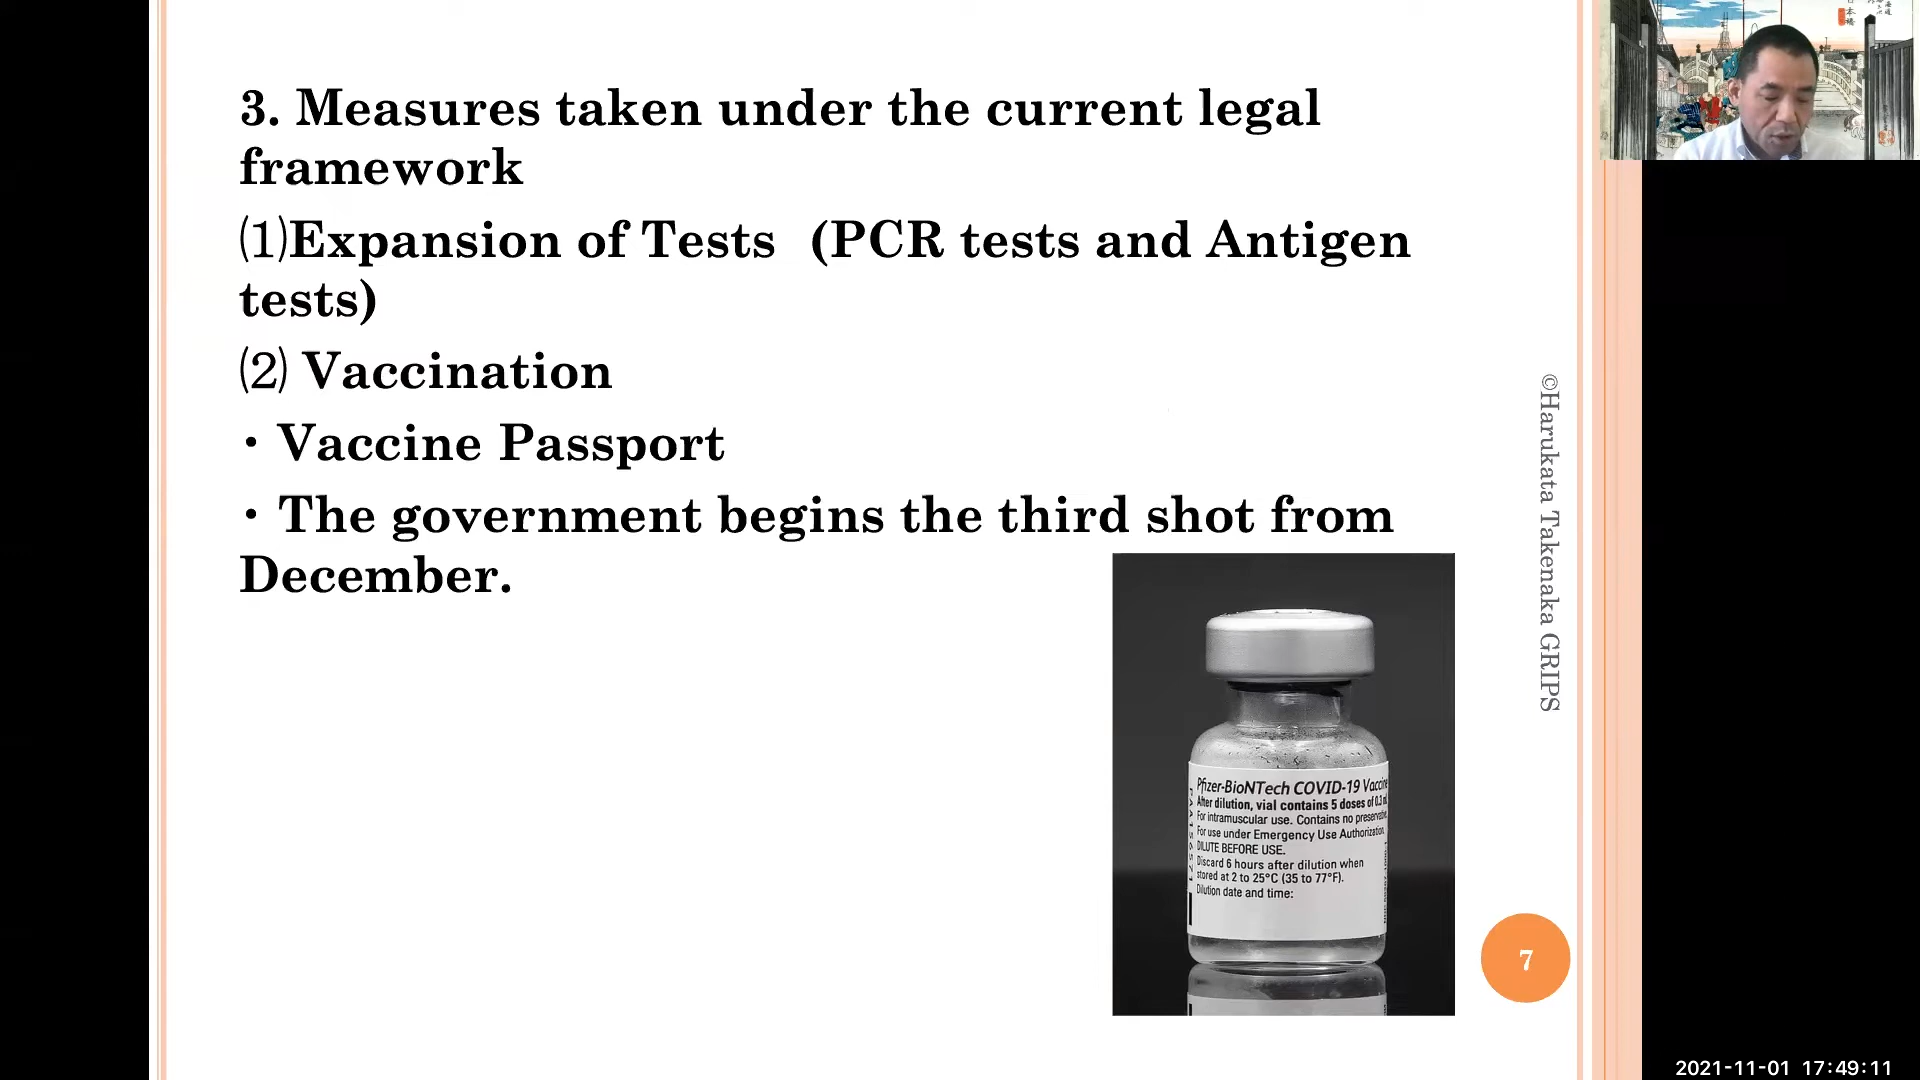 3. Measures taken under the current legal
framework
⑴Expansion of Tests (PCR tests and Antigen
tests)
⑵ Vaccination
・Vaccine Passport
・The government begins the third shot from
December.
©Harukata Takenaka GRIPS
Pfizer-BioNTech COVID-19 Vaccine
After dilution, vial contains 5 doses of 0.3
For intramuscular use. Contains no
For use under Emergency Use Authorization.
DILUTE BEFORE USE.
Discard 6 hours after dilution when
stored at 2 to 25°C (35 to 77°F).
Dilution date and time:
7
2021-11-01 17:49:11